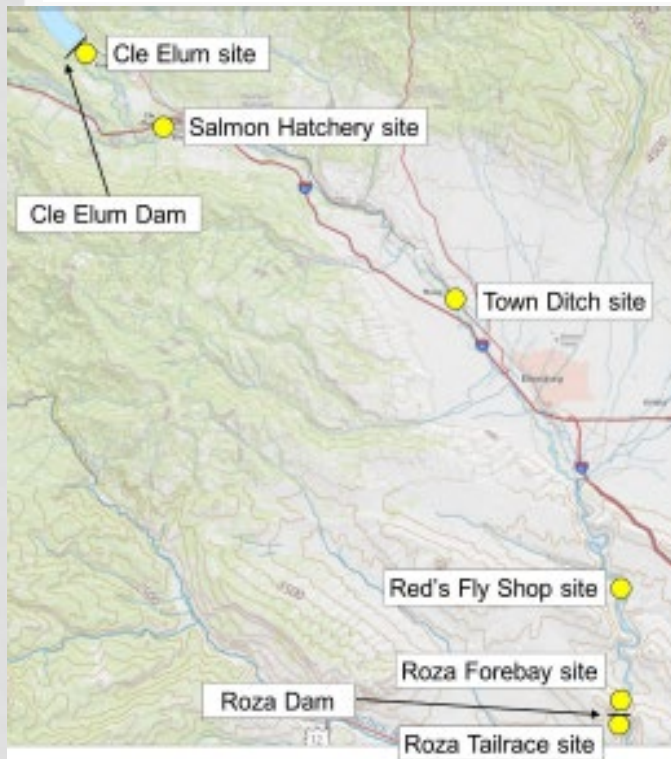 Cle Elum site
Salmon Hatchery site
Cle Elum Dam
Town Ditch site
Ellensburg
Red's Fly Shop site
Roza Forebay site
Roza Dam
12
Roza Tailrace site